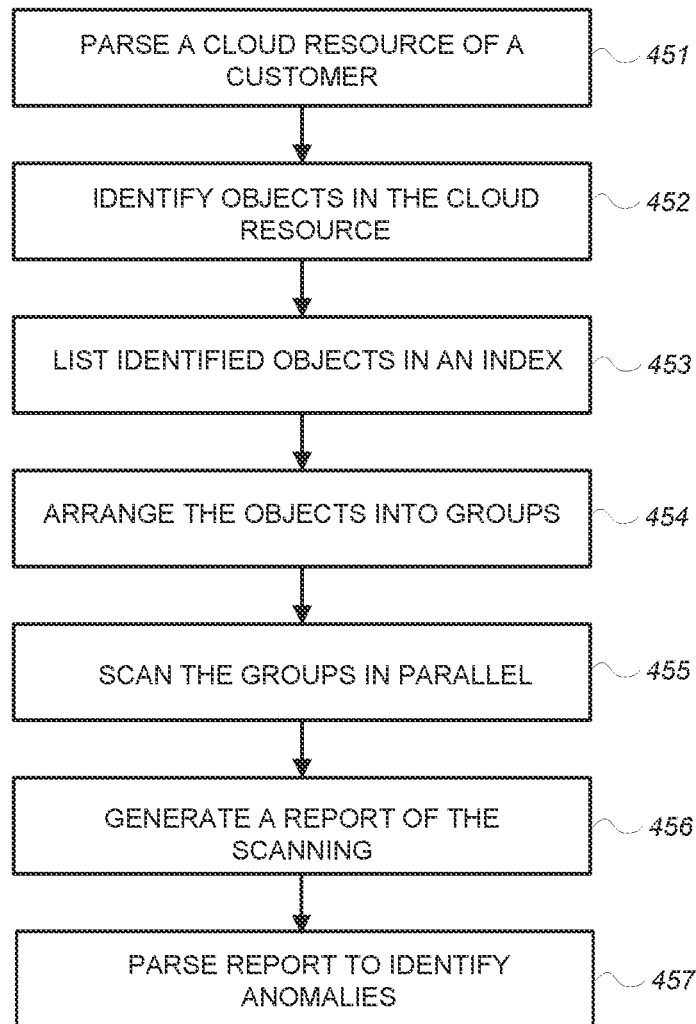 PARSE A CLOUD RESOURCE OF A
CUSTOMER
451
IDENTIFY OBJECTS IN THE CLOUD
RESOURCE
452
LIST IDENTIFIED OBJECTS IN AN INDEX
453
ARRANGE THE OBJECTS INTO GROUPS
454
SCAN THE GROUPS IN PARALLEL
455
GENERATE A REPORT OF THE
SCANNING
456
PARSE REPORT TO IDENTIFY
ANOMALIES
457